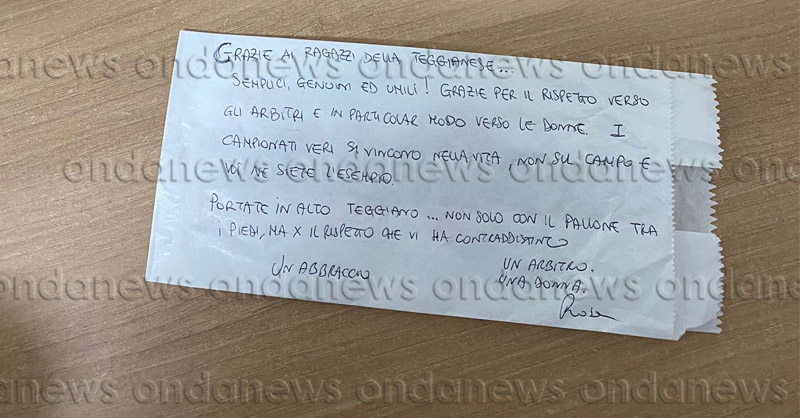 GRAZIE AI RAGAZZI DELLA TEGGIANESE...
SEMPLICI, GENUINI ED UMILI! GRAZIE PER IL RISPETTO VERSO
GLI ARBITRI E IN PARTICOLAR MODO VERSO LE DONNE. I
CAMPIONATI VERI SI VINCONO NELLA VITA, NON SUL CAMPO E
VOI NE SIETE L'ESEMPIO.
PORTATE IN ALTO TEGGIANO... NON SOLO CON IL PALLONE TRA
I PIEDI, MA X IL RISPETTO CHE VI HA CONTRADDISTINTO
UN ABBRACCIO
UN ARBITRO.
UNA DONNA.
Rosa
ondanews